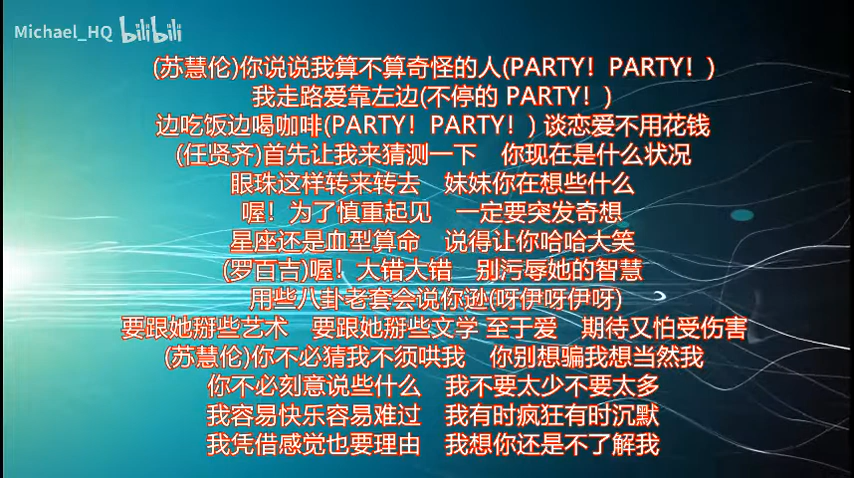 Michael_HQ bilibili
(苏慧伦)你说说我算不算奇怪的人(PARTY！PARTY！)
我走路爱靠左边(不停的 PARTY！)
边吃饭边喝咖啡(PARTY！PARTY！) 谈恋爱不用花钱
(任贤齐)首先让我来猜测一下　你现在是什么状况
眼珠这样转来转去　妹妹你在想些什么
喔！为了慎重起见　一定要突发奇想
星座还是血型算命　说得让你哈哈大笑
(罗百吉)喔！大错大错　别污辱她的智慧
用些八卦老套会说你逊(呀伊呀伊呀)
要跟她掰些艺术　要跟她掰些文学 至于爱　期待又怕受伤害
(苏慧伦)你不必猜我不须哄我　你别想骗我想当然我
你不必刻意说些什么　我不要太少不要太多
我容易快乐容易难过　我有时疯狂有时沉默
我凭借感觉也要理由　我想你还是不了解我